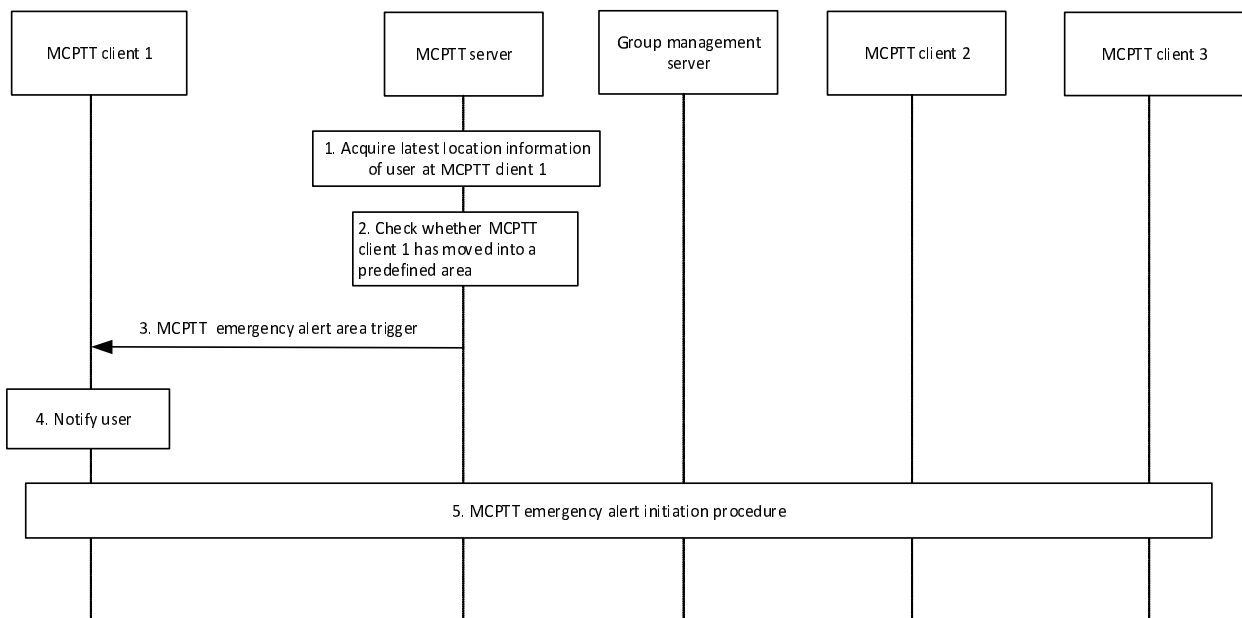 MCPTT client 1
MCPTT server
Group management
server
MCPTT client 2
MCPTT client 3
1. Acquire latest location information
of user at MCPTT client 1
2. Check whether MCPTT
client 1 has moved into a
predefined area
3. MCPTT emergency alert area trigger
4. Notify user
5. MCPTT emergency alert initiation procedure